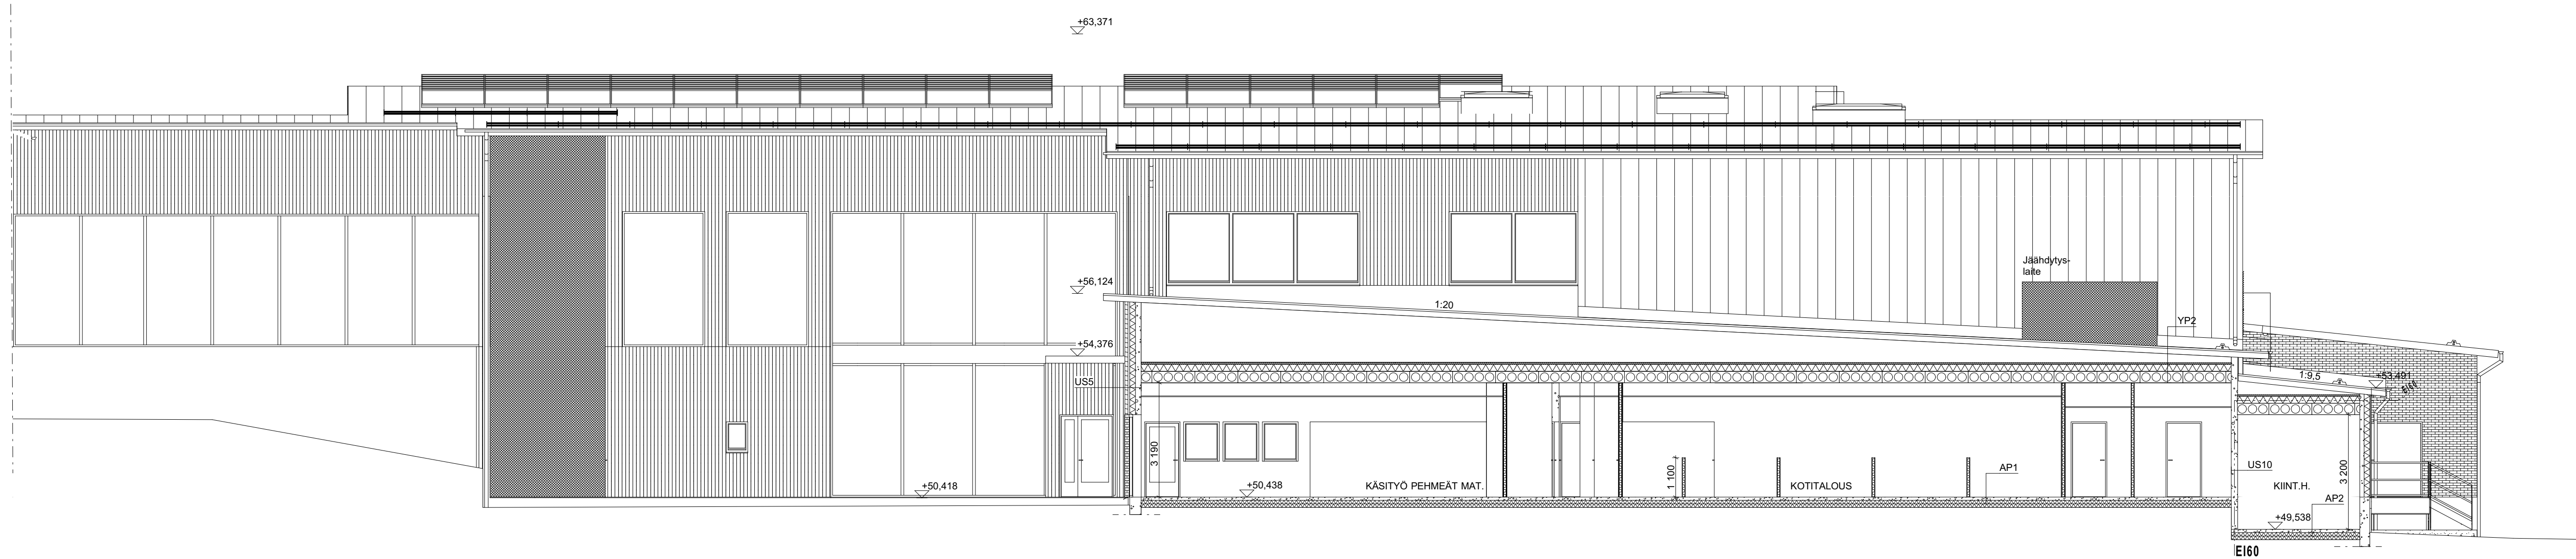 +63,371
Jäähdytys-
laite
+56,124
1:20
YP2
+54,376
US5
1:9,5
+53,491
EI60
3 190
1 100
AP1
US10
3 200
+50,418
+50,438
KÄSITYÖ PEHMEÄT MAT.
KOTITALOUS
KIINT.H.
AP2
+49,538
EI60